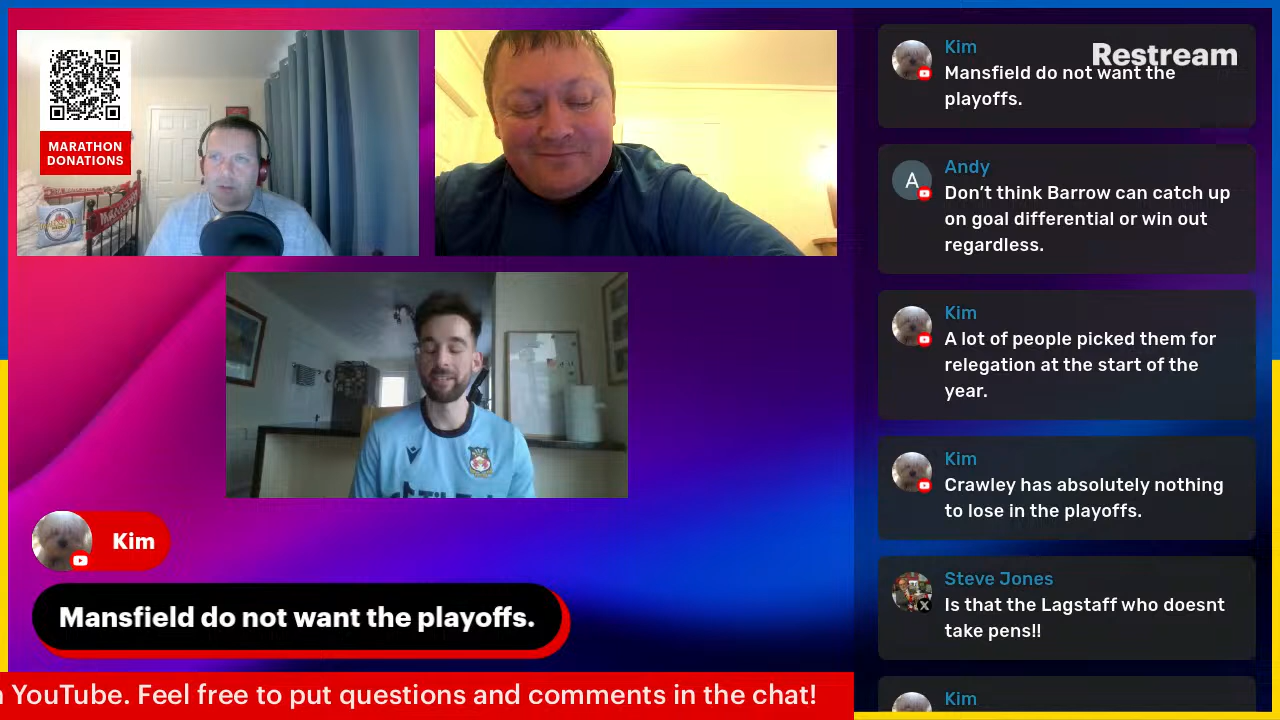 MARATHON
DONATIONS
Kim
Mansfield do not want the playoffs.
YouTube. Feel free to put questions and comments in the chat!
Restream
Kim
Mansfield do not want the
playoffs.
A
Andy
Don’t think Barrow can catch up
on goal differential or win out
regardless.
Kim
A lot of people picked them for
relegation at the start of the
year.
Kim
Crawley has absolutely nothing
to lose in the playoffs.
Steve Jones
Is that the Lagstaff who doesnt
take pens!!
Kim